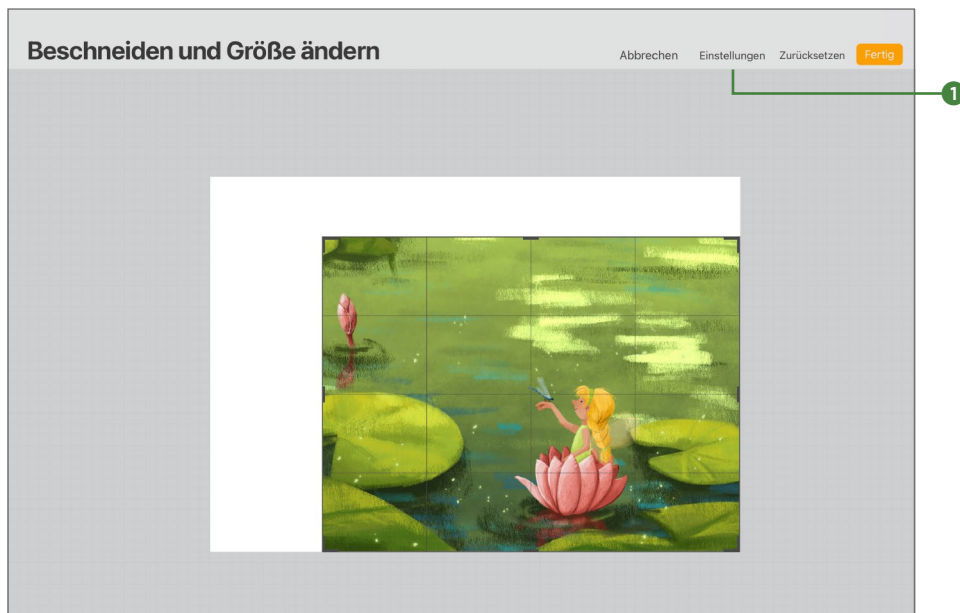 Beschneiden und Größe ändern
Abbrechen Einstellungen Zurücksetzen Fertig
1